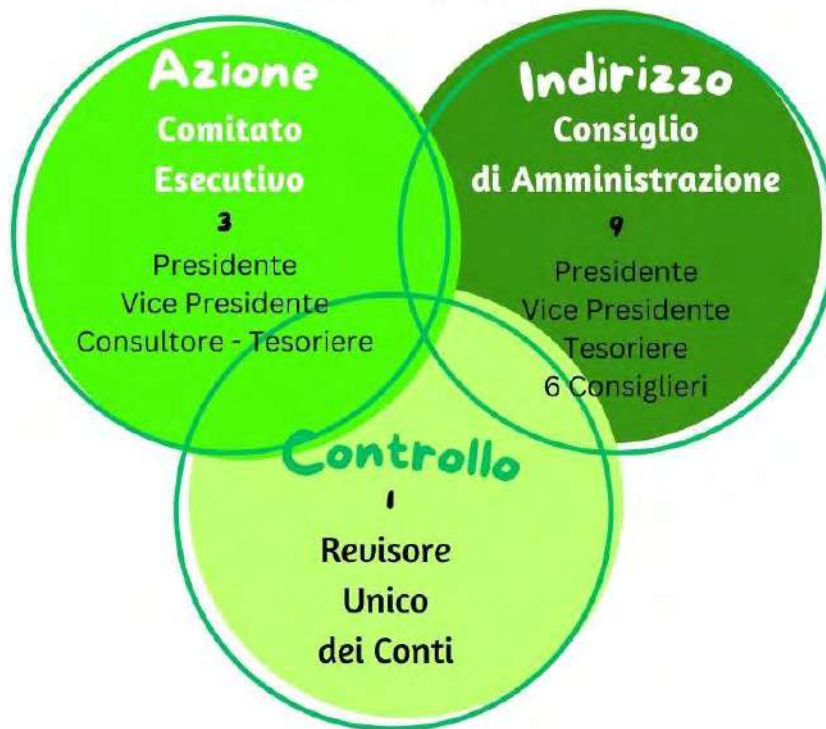 Azione
Comitato
Esecutivo
3
Presidente
Vice Presidente
Consultore - Tesoriere
Indirizzo
Consiglio
di Amministrazione
9
Presidente
Vice Presidente
Tesoriere
6 Consiglieri
Controllo
1
Revisore
Unico
dei Conti